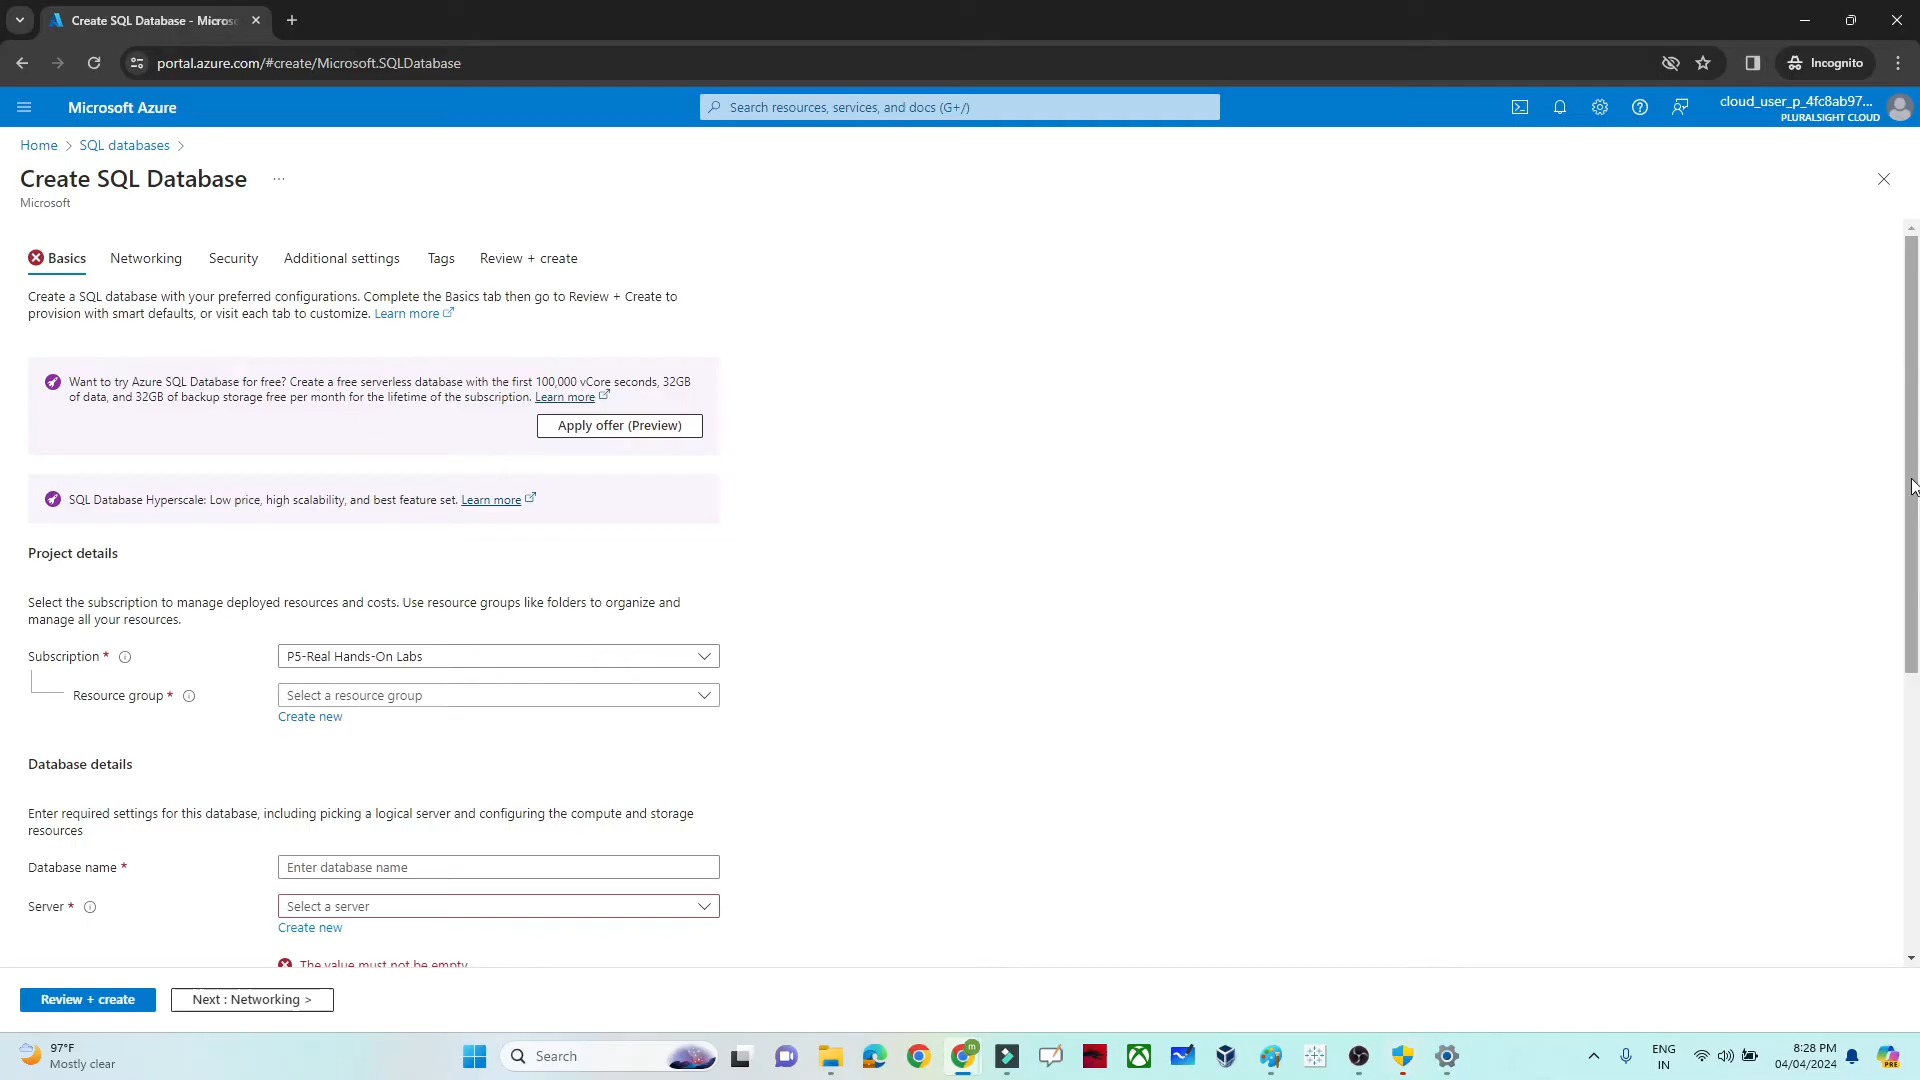 Create SQL Database - Micros
portal.azure.com/#create/Microsoft.SQLDatabase
Incognito
Microsoft Azure
Search resources, services, and docs (G+/)
cloud_user_p_4fc8ab97...
PLURALSIGHT CLOUD
Home > SQL databases >
Create SQL Database ...
Microsoft
Basics Networking Security Additional settings Tags Review + create
Create a SQL database with your preferred configurations. Complete the Basics tab then go to Review + Create to
provision with smart defaults, or visit each tab to customize. Learn more
Want to try Azure SQL Database for free? Create a free serverless database with the first 100,000 vCore seconds, 32GB
of data, and 32GB of backup storage free per month for the lifetime of the subscription. Learn more
Apply offer (Preview)
SQL Database Hyperscale: Low price, high scalability, and best feature set. Learn more
Project details
Select the subscription to manage deployed resources and costs. Use resource groups like folders to organize and
manage all your resources.
Subscription *
P5-Real Hands-On Labs
Resource group *
Select a resource group
Create new
Database details
Enter required settings for this database, including picking a logical server and configuring the compute and storage
resources
Database name *
Enter database name
Server *
Select a server
Create new
The value must not be empty
Review + create
Next : Networking >
97°F
Mostly clear
Search
m
ENG
IN
8:28 PM
04/04/2024
PRE